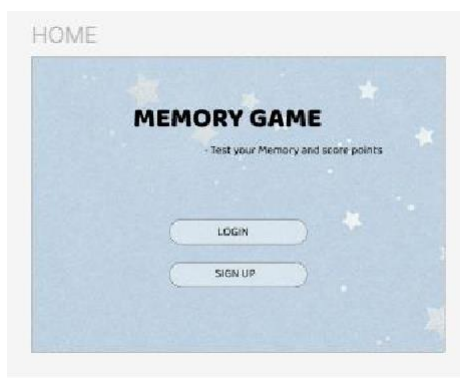 HOME
MEMORY GAME
- Test your Memory and score points
LOGIN
SIGN UP